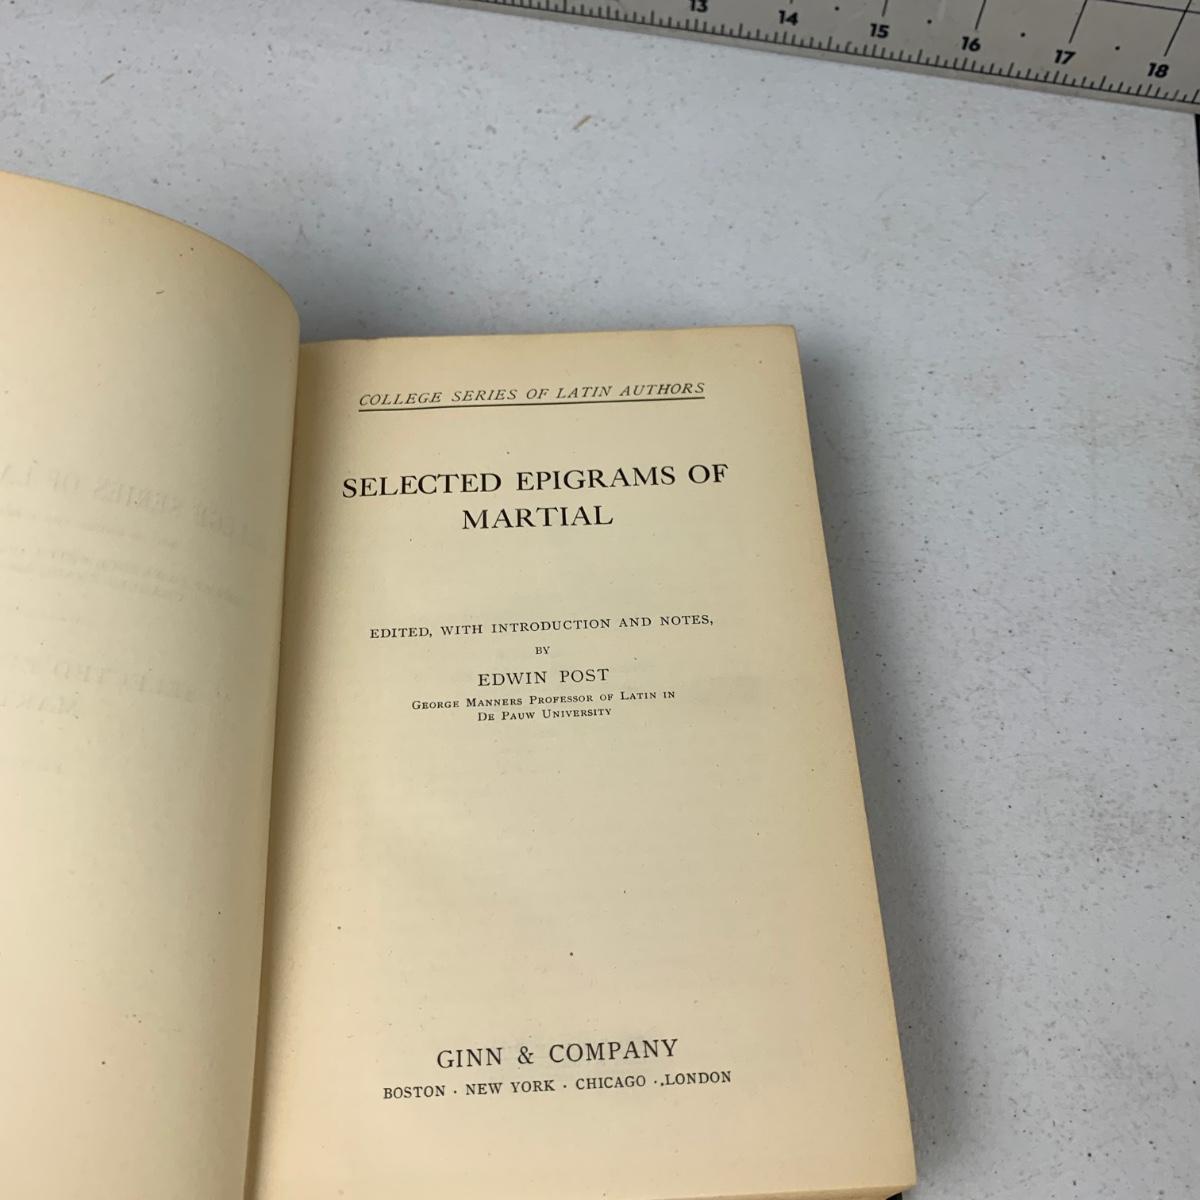 13 14 15 16 17 18
COLLEGE SERIES OF LATIN AUTHORS
SELECTED EPIGRAMS OF
MARTIAL
EDITED, WITH INTRODUCTION AND NOTES,
BY
EDWIN POST
GEORGE MANNERS PROFESSOR OF LATIN IN
DE PAUW UNIVERSITY
GINN & COMPANY
BOSTON · NEW YORK · CHICAGO · LONDON